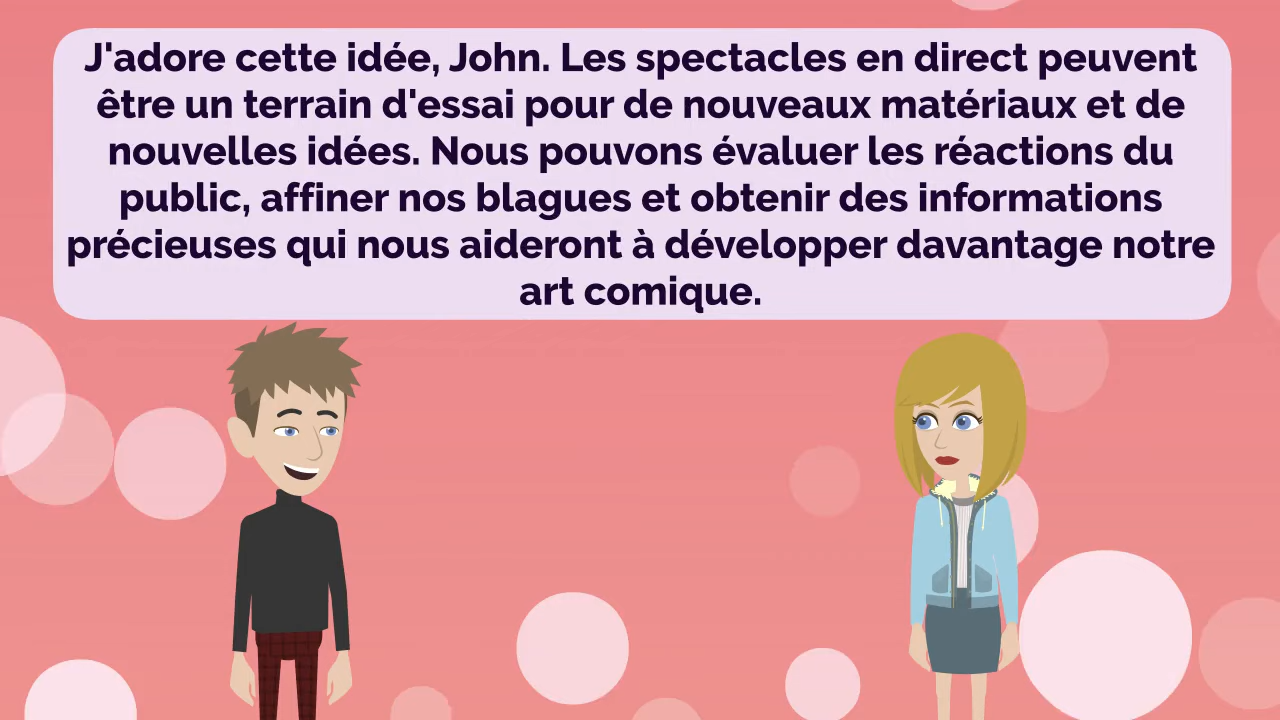 J'adore cette idée, John. Les spectacles en direct peuvent
être un terrain d'essai pour de nouveaux matériaux et de
nouvelles idées. Nous pouvons évaluer les réactions du
public, affiner nos blagues et obtenir des informations
précieuses qui nous aideront à développer davantage notre
art comique.